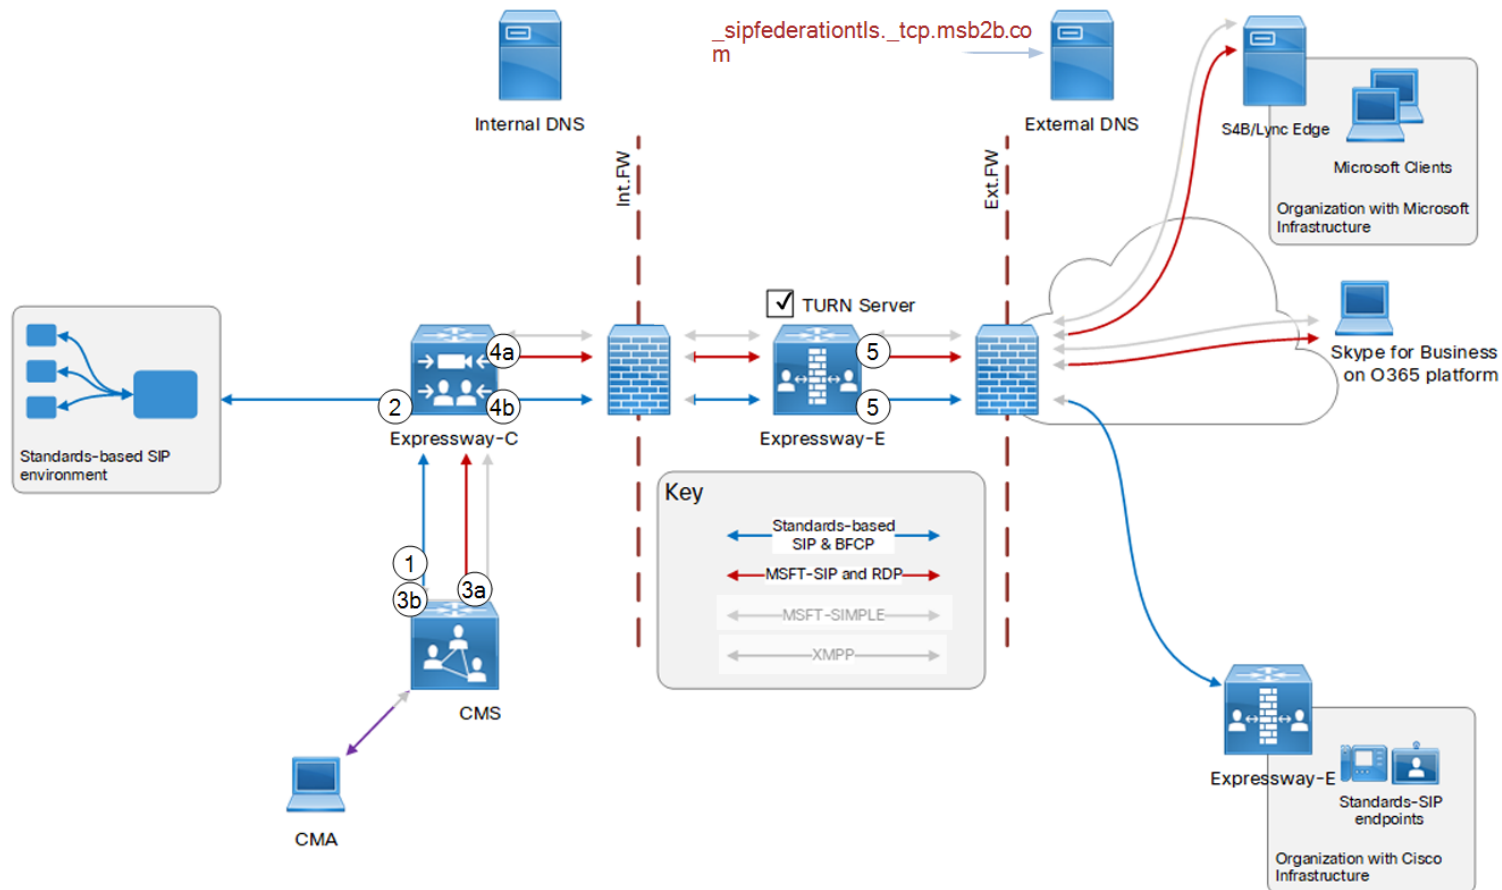 _sipfederationtls._tcp.msb2b.co
m
Internal DNS
External DNS
S4B/Lync Edge
Microsoft Clients
Organization with Microsoft
Infrastructure
Int.FW
Ext.FW
TURN Server
4a
5
Skype for Business
on O365 platform
2
4b
5
Expressway-C
Expressway-E
Standards-based SIP
environment
Key
Standards-based
SIP & BFCP
MSFT-SIP and RDP
MSFT-SIMPLE
XMPP
1
3b
3a
CMS
CMA
Expressway-E
Standards-SIP
endpoints
Organization with Cisco
Infrastructure